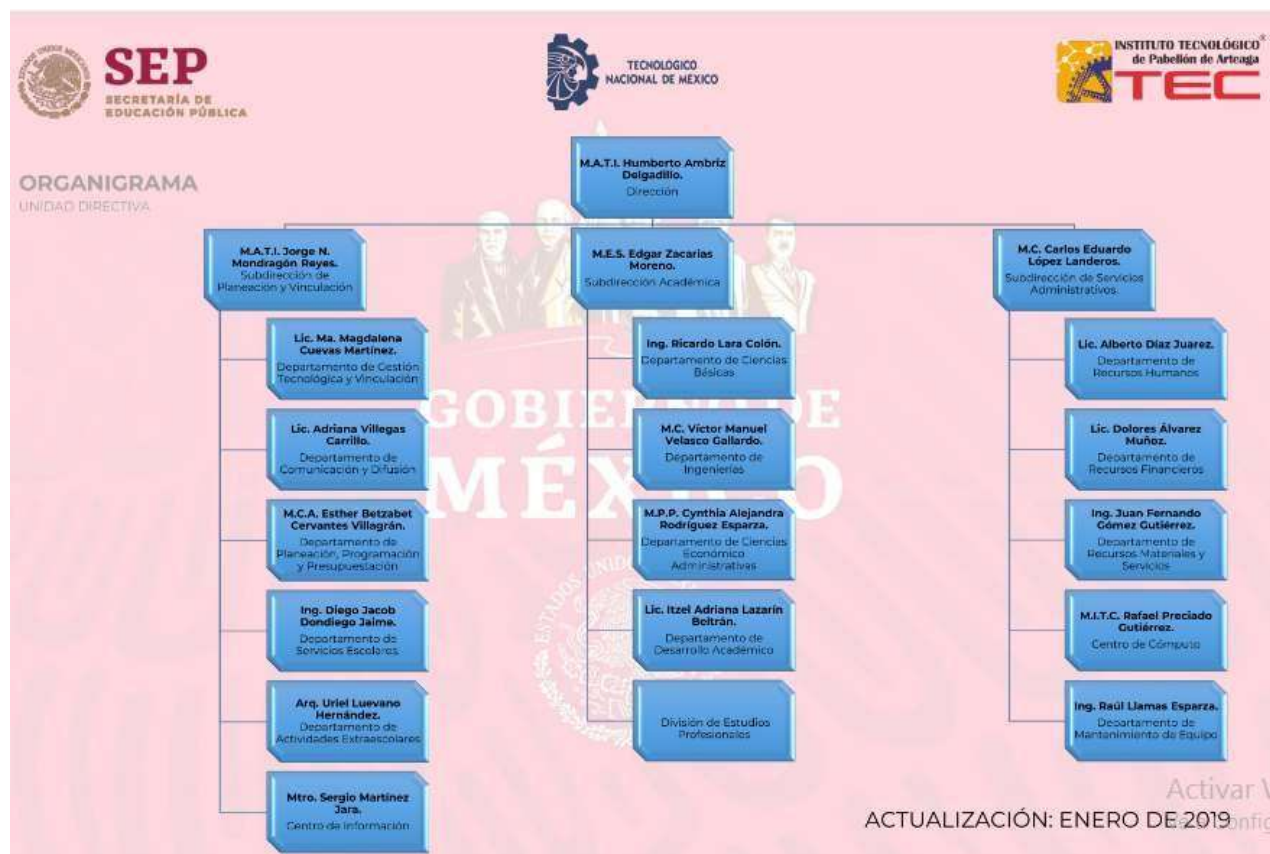 SEP
SECRETARÍA DE
EDUCACIÓN PÚBLICA
TECNOLÓGICO
NACIONAL DE MÉXICO
INSTITUTO TECNOLÓGICO®
de Pabellón de Arteaga
TEC
ORGANIGRAMA
UNIDAD DIRECTIVA
M.A.T.I. Humberto Ambriz
Delgadillo.
Dirección
M.A.T.I. Jorge N.
Mondragón Reyes.
Subdirección de
Planeación y Vinculación
M.E.S. Edgar Zacarías
Moreno.
Subdirección Académica
M.C. Carlos Eduardo
López Landeros.
Subdirección de Servicios
Administrativos.
Lic. Ma. Magdalena
Cuevas Martínez.
Departamento de Gestión
Tecnológica y Vinculación
Lic. Adriana Villegas
Carrillo.
Departamento de
Comunicación y Difusión
M.C.A. Esther Betzabet
Cervantes Villagrán.
Departamento de
Planeación, Programación
y Presupuestación
Ing. Diego Jacob
Dondiego Jaime.
Departamento de
Servicios Escolares
Arq. Uriel Luevano
Hernández.
Departamento de
Actividades Extraescolares
Mtro. Sergio Martínez
Jara.
Centro de Información
Ing. Ricardo Lara Colón.
Departamento de Ciencias
Básicas
M.C. Víctor Manuel
Velasco Gallardo.
Departamento de
Ingenierías
M.P.P. Cynthia Alejandra
Rodríguez Esparza.
Departamento de Ciencias
Económico
Administrativas
Lic. Itzel Adriana Lazarín
Beltrán.
Departamento de
Desarrollo Académico
División de Estudios
Profesionales
Lic. Alberto Díaz Juarez.
Departamento de
Recursos Humanos
Lic. Dolores Álvarez
Muñoz.
Departamento de
Recursos Financieros
Ing. Juan Fernando
Gómez Gutiérrez.
Departamento de
Recursos Materiales y
Servicios
M.I.T.C. Rafael Preciado
Gutiérrez.
Centro de Cómputo
Ing. Raúl Llamas Esparza.
Departamento de
Mantenimiento de Equipo
GOBIERNO DE
MÉXICO
Activar
ACTUALIZACIÓN: ENERO DE 2019